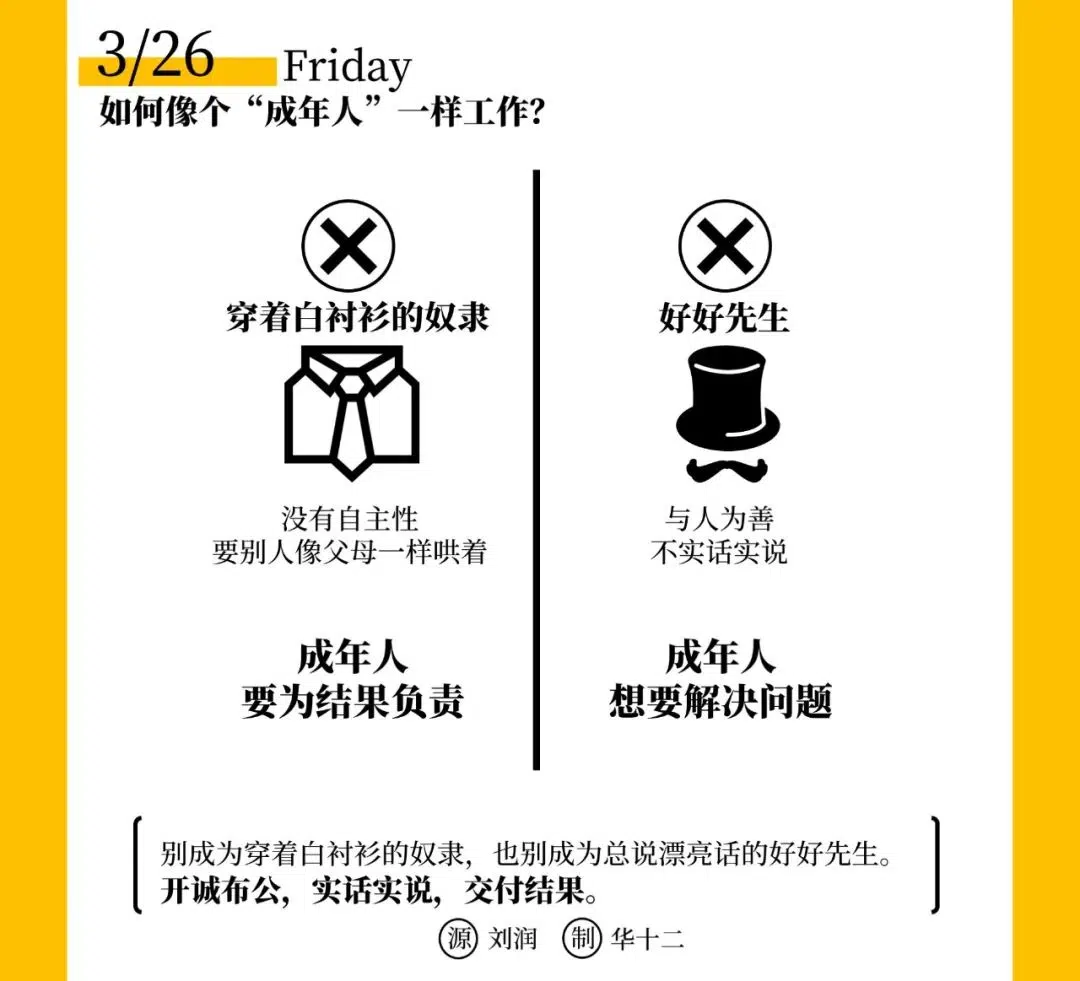 3/26 Friday
如何像个“成年人”一样工作？
穿着白衬衫的奴隶
没有自主性
要别人像父母一样哄着
成年人
要为结果负责
好好先生
与人为善
不实话实说
成年人
想要解决问题
别成为穿着白衬衫的奴隶，也别成为总说漂亮话的好好先生。
开诚布公，实话实说，交付结果。
源 刘润 制 华十二